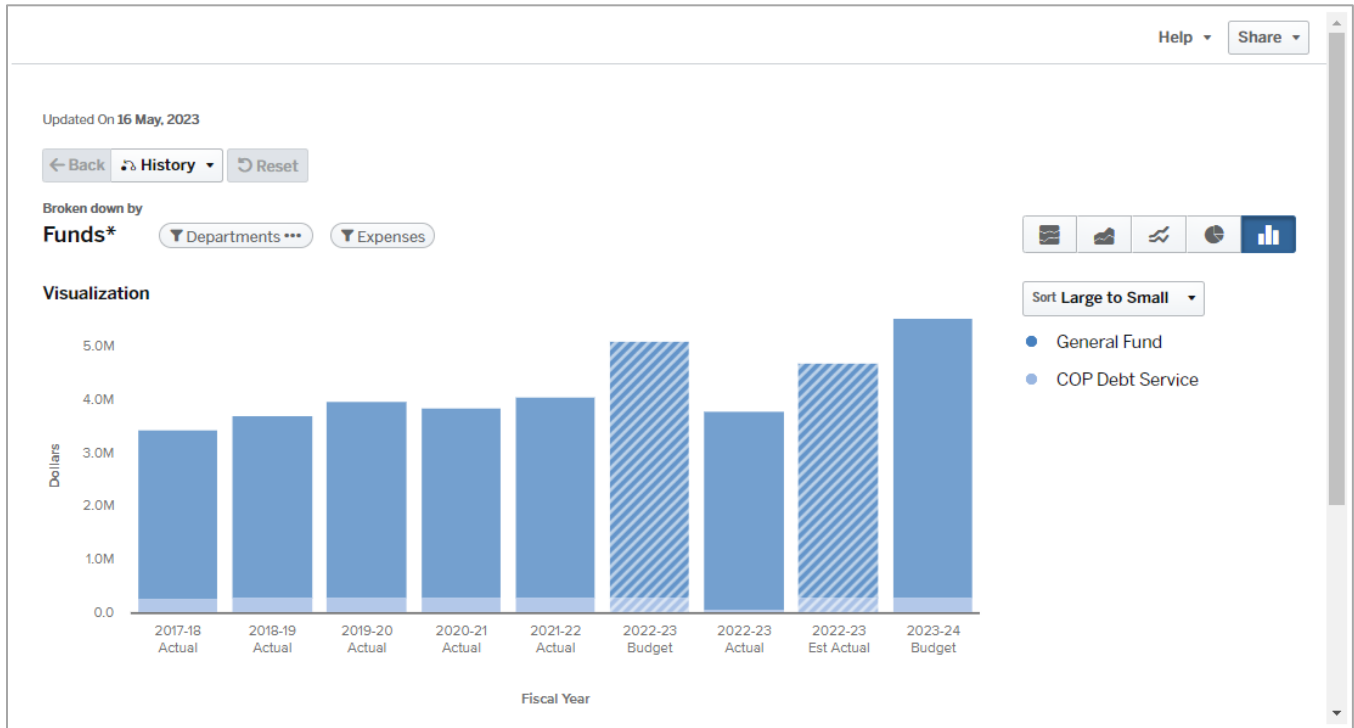 Help
Share
Updated On 16 May, 2023
Back
History
Reset
Broken down by
Funds*
Departments •••
Expenses
Visualization
Sort Large to Small
General Fund
COP Debt Service
Dollars
5.0M
4.0M
3.0M
2.0M
1.0M
0.0
2017-18
Actual
2018-19
Actual
2019-20
Actual
2020-21
Actual
2021-22
Actual
2022-23
Budget
2022-23
Actual
2022-23
Est Actual
2023-24
Budget
Fiscal Year